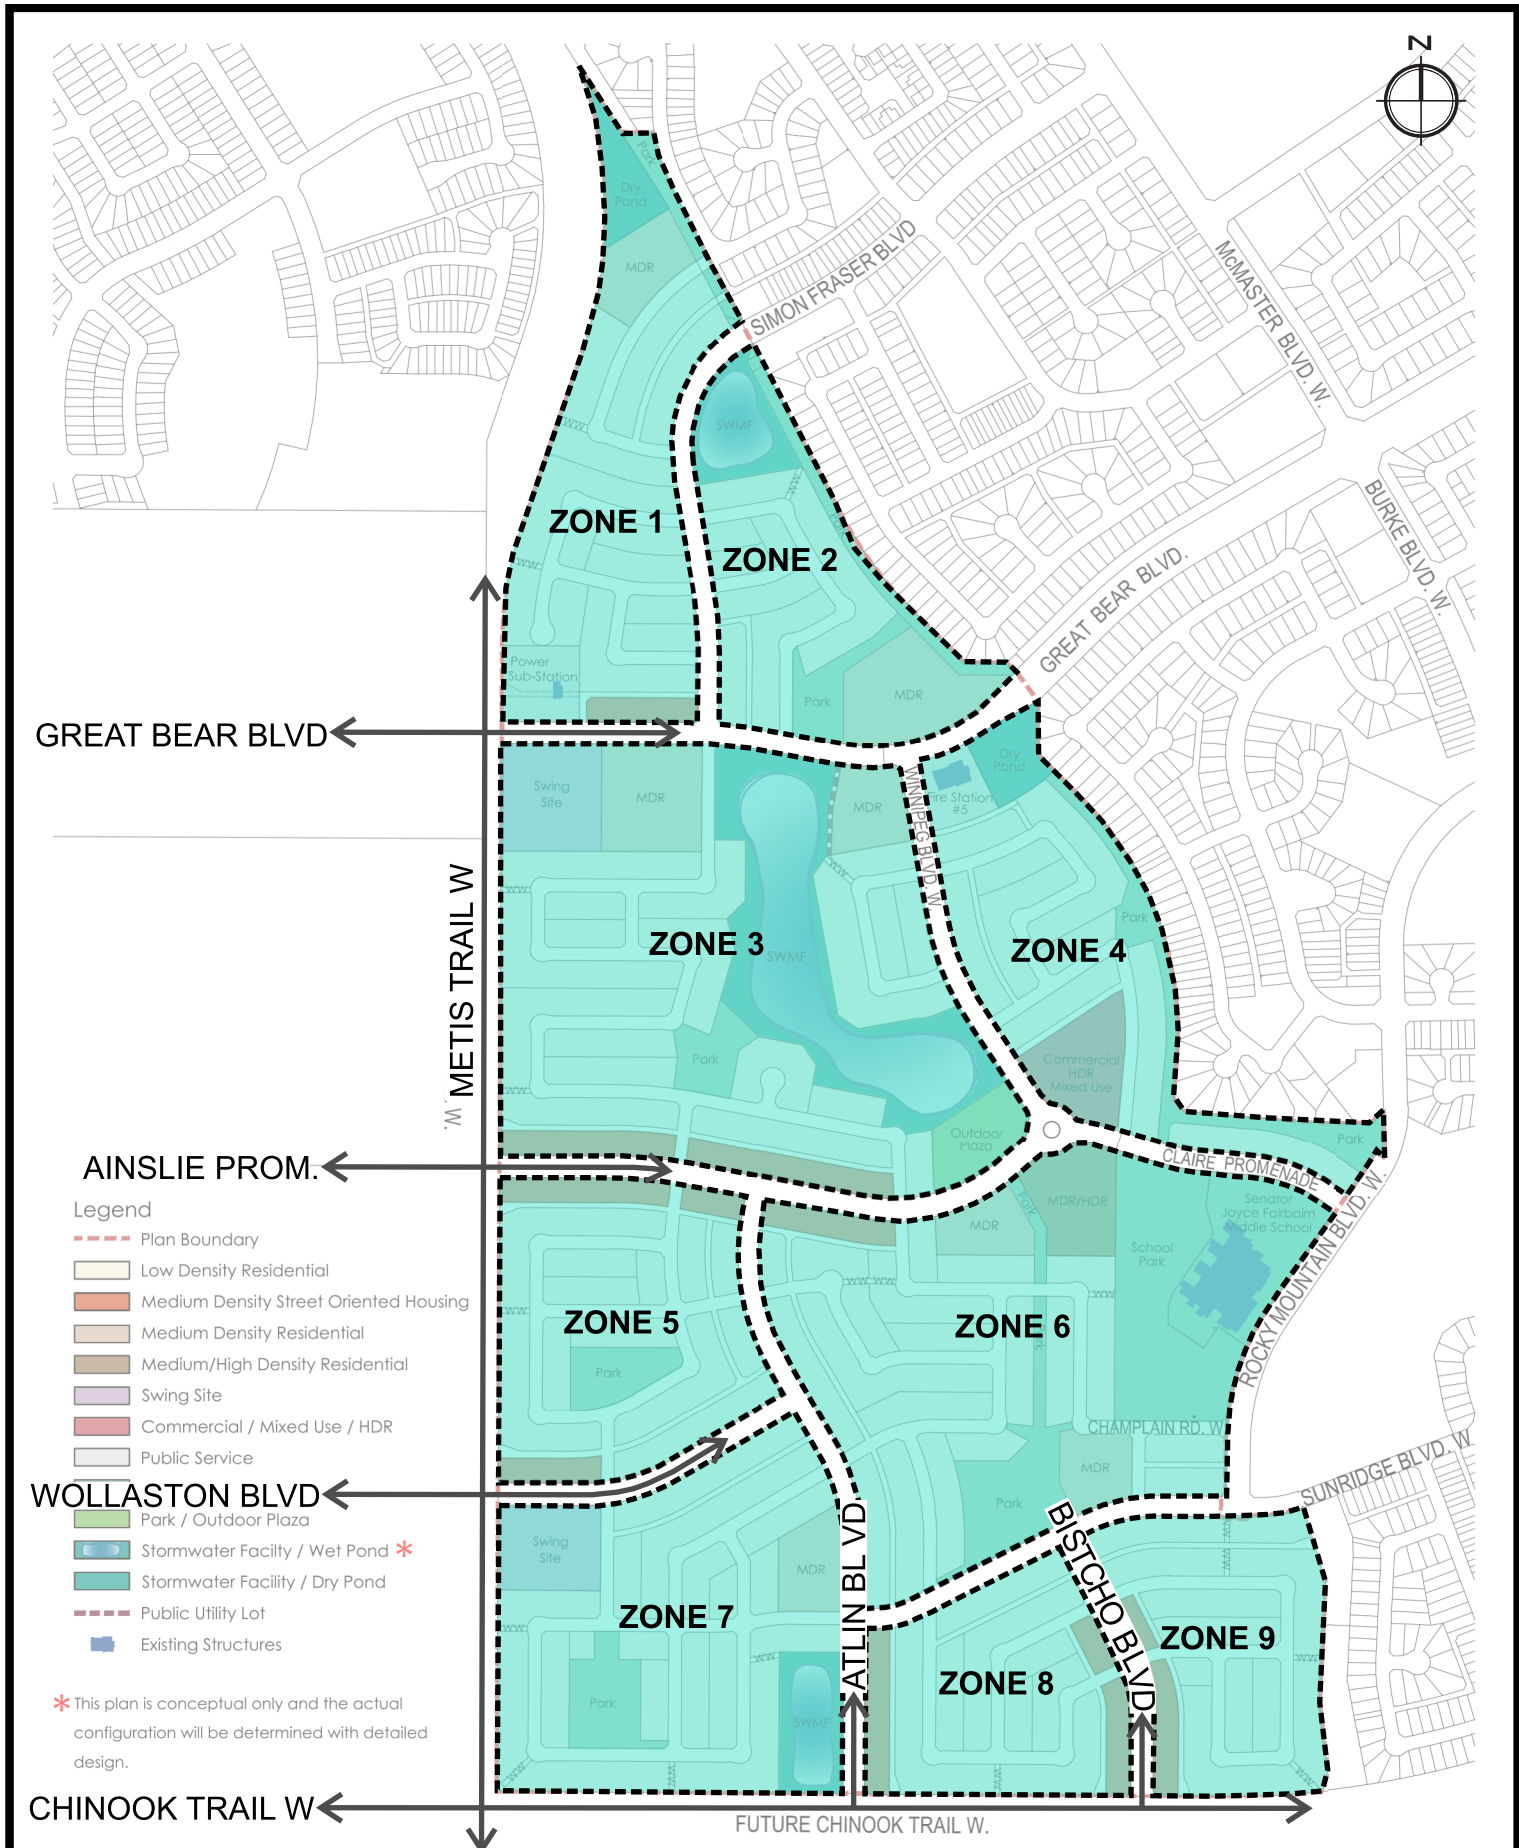 N
Park
Dry
Pond
MDR
SIMON FRASER BLVD
McMASTER BLVD. W.
SWMF
BURKE BLVD. W.
ZONE 1
ZONE 2
GREAT BEAR BLVD.
Power
Sub-Station
Park
MDR
GREAT BEAR BLVD
Swing
Site
MDR
MDR
WINNIPEG BLVD. W.
Fire Station
#5
Dry
Pond
METIS TRAIL W
W.
ZONE 3
SWMF
ZONE 4
Park
Park
Commercial
HDR
Mixed Use
Outdoor
Plaza
Park
CLAIRE PROMENADE
AINSLIE PROM.
Park
MDR
MDR/HDR
Senator
Joyce Fairbairn
Middle School
School
Park
ROCKY MOUNTAIN BLVD. W.
Legend
Plan Boundary
Low Density Residential
Medium Density Street Oriented Housing
Medium Density Residential
Medium/High Density Residential
Swing Site
Commercial / Mixed Use / HDR
Public Service
WOLLASTON BLVD
Park / Outdoor Plaza
Stormwater Facilty / Wet Pond *
Stormwater Facility / Dry Pond
Public Utility Lot
Existing Structures
* This plan is conceptual only and the actual
configuration will be determined with detailed
design.
ZONE 5
Park
ZONE 6
Park
CHAMPLAIN RD. W
MDR
Park
SUNRIDGE BLVD. W
Swing
Site
MDR
ATLIN BL VD
BISTCHO BLVD
ZONE 7
Park
SWMF
ZONE 8
ZONE 9
CHINOOK TRAIL W
FUTURE CHINOOK TRAIL W.